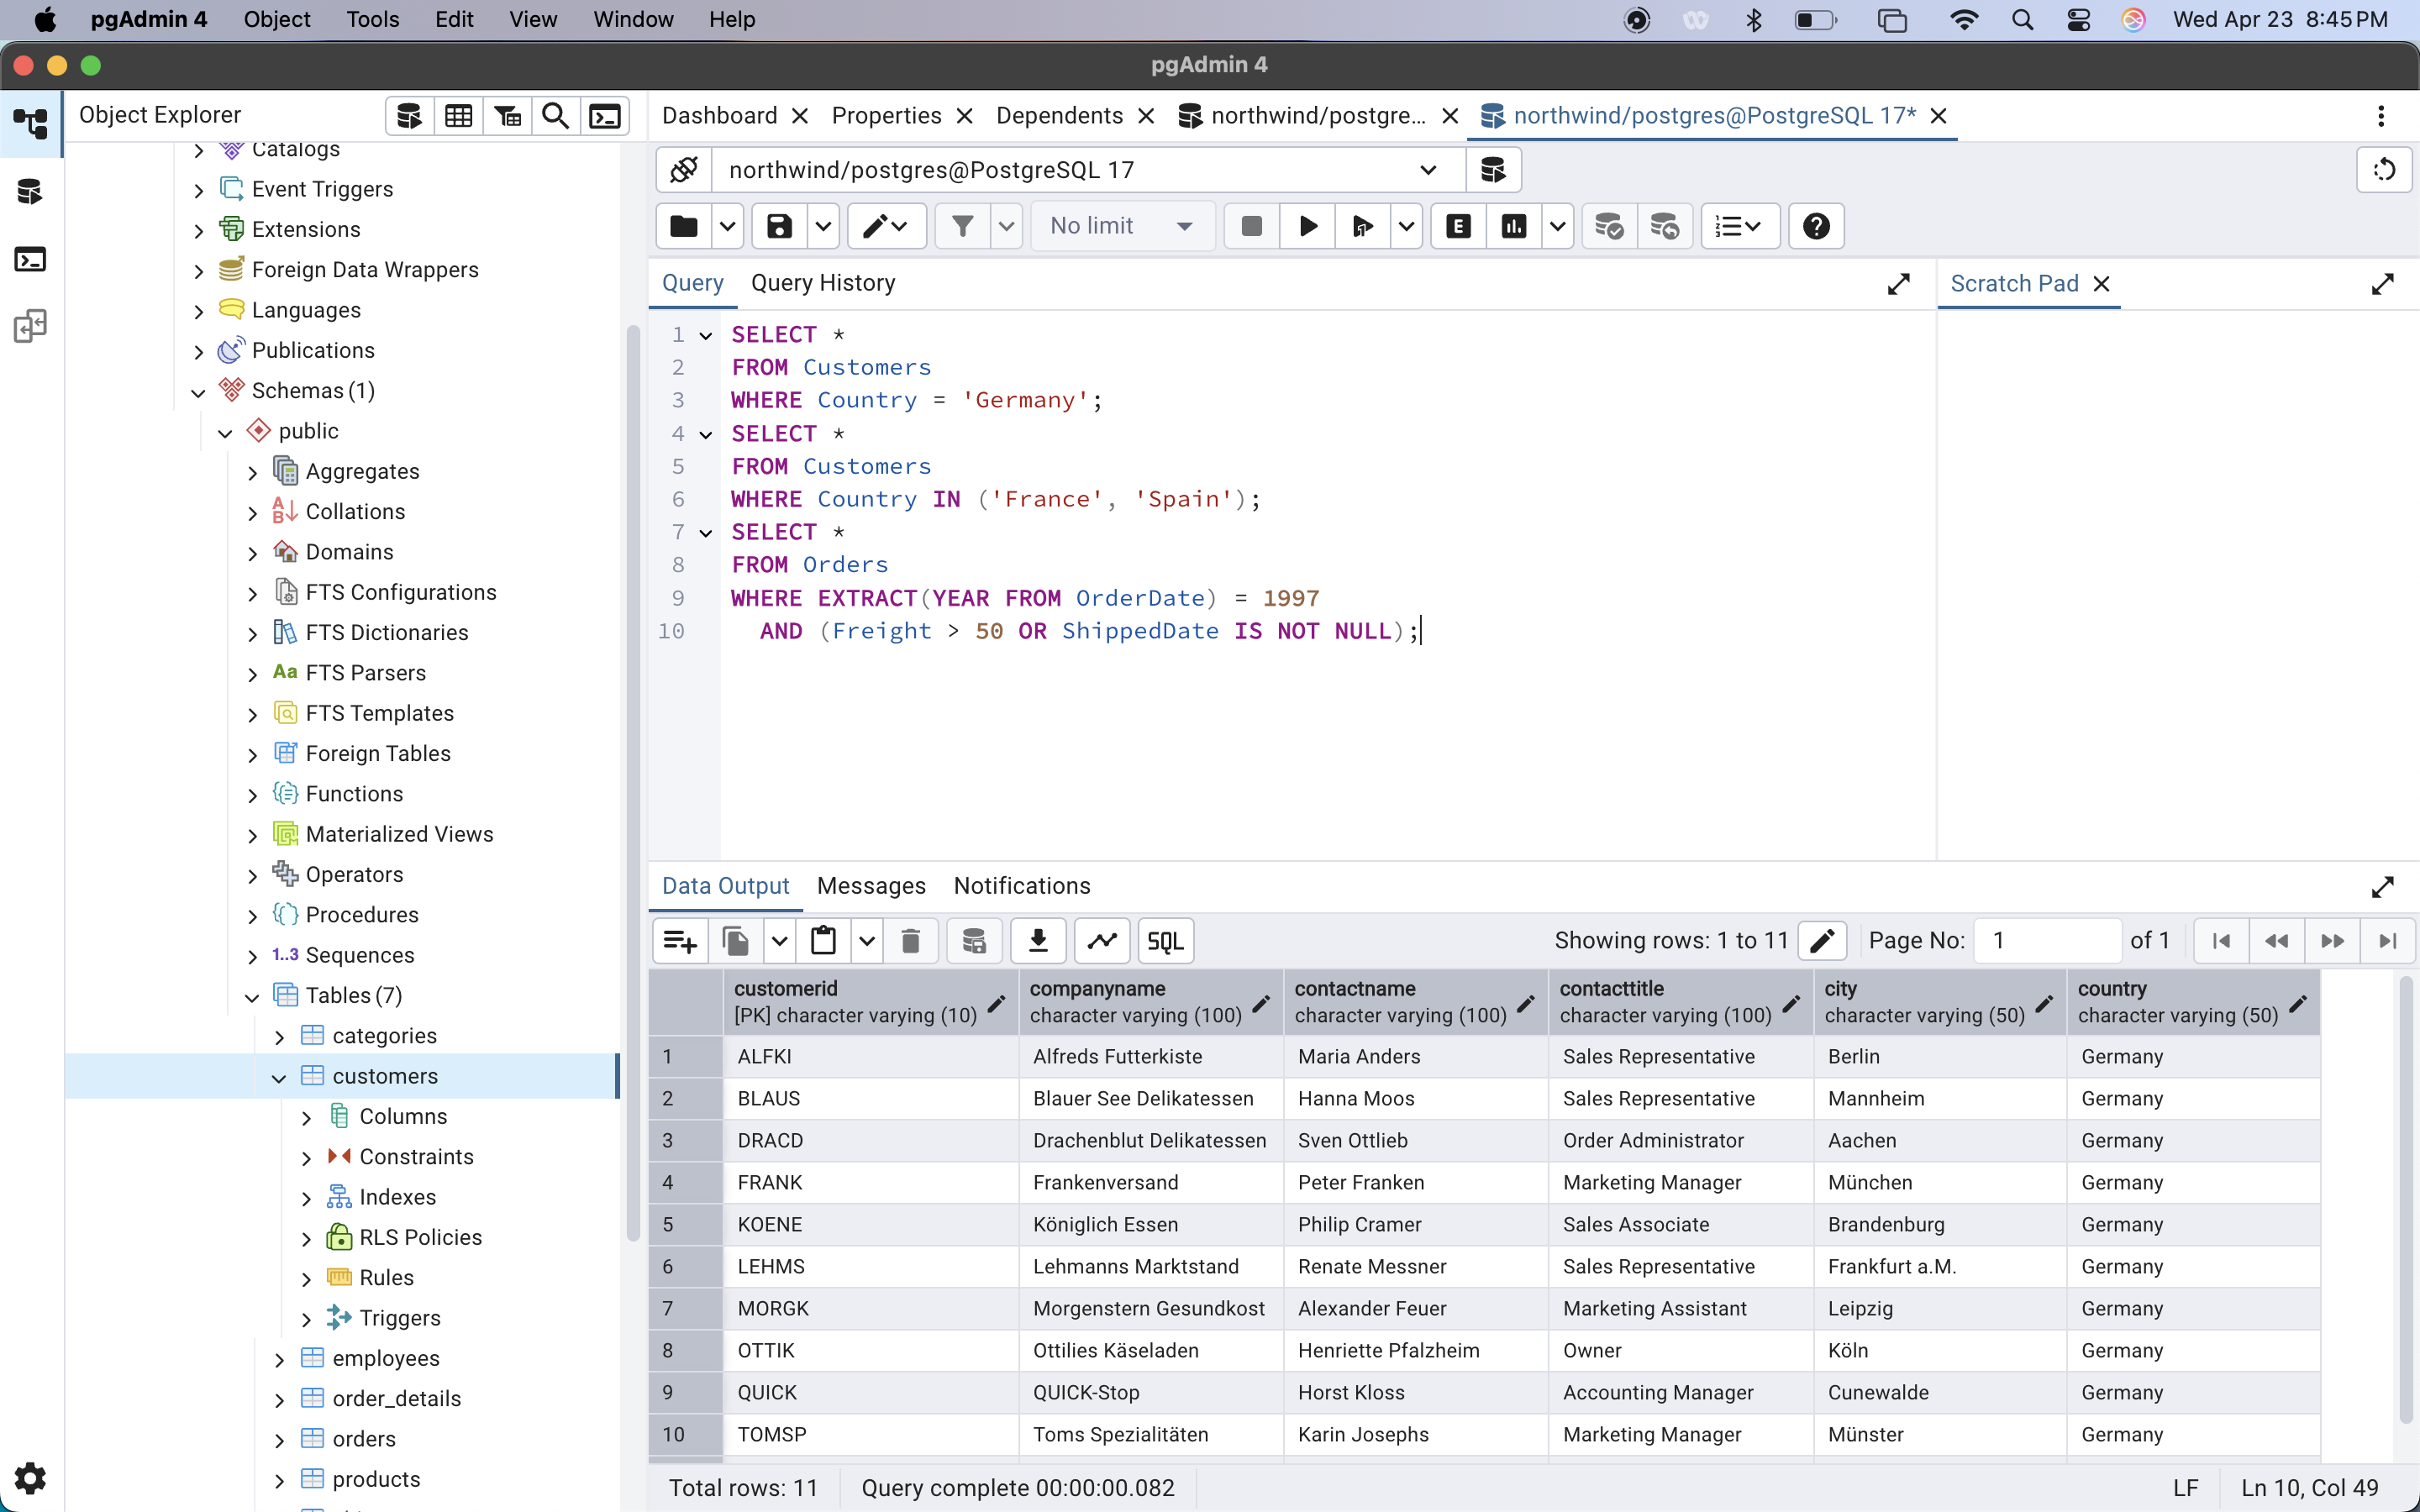 pgAdmin 4 Object Tools Edit View Window Help Wed Apr 23 8:45 PM
pgAdmin 4
Object Explorer
Catalogs
Event Triggers
Extensions
Foreign Data Wrappers
Languages
Publications
Schemas (1)
public
Aggregates
Collations
Domains
FTS Configurations
FTS Dictionaries
Aa FTS Parsers
FTS Templates
Foreign Tables
Functions
Materialized Views
Operators
Procedures
1..3 Sequences
Tables (7)
categories
customers
Columns
Constraints
Indexes
RLS Policies
Rules
Triggers
employees
order_details
orders
products
Dashboard Properties Dependents northwind/postgre... northwind/postgres@PostgreSQL 17*
northwind/postgres@PostgreSQL 17
No limit E
Query Query History Scratch Pad
1 SELECT *
2 FROM Customers
3 WHERE Country = 'Germany';
4 SELECT *
5 FROM Customers
6 WHERE Country IN ('France', 'Spain');
7 SELECT *
8 FROM Orders
9 WHERE EXTRACT(YEAR FROM OrderDate) = 1997
10 AND (Freight > 50 OR ShippedDate IS NOT NULL);
Data Output Messages Notifications
SQL Showing rows: 1 to 11 Page No: 1 of 1
customerid companyname contactname contacttitle city country
[PK] character varying (10) character varying (100) character varying (100) character varying (100) character varying (50) character varying (50)
1 ALFKI Alfreds Futterkiste Maria Anders Sales Representative Berlin Germany
2 BLAUS Blauer See Delikatessen Hanna Moos Sales Representative Mannheim Germany
3 DRACD Drachenblut Delikatessen Sven Ottlieb Order Administrator Aachen Germany
4 FRANK Frankenversand Peter Franken Marketing Manager München Germany
5 KOENE Königlich Essen Philip Cramer Sales Associate Brandenburg Germany
6 LEHMS Lehmanns Marktstand Renate Messner Sales Representative Frankfurt a.M. Germany
7 MORGK Morgenstern Gesundkost Alexander Feuer Marketing Assistant Leipzig Germany
8 OTTIK Ottilies Käseladen Henriette Pfalzheim Owner Köln Germany
9 QUICK QUICK-Stop Horst Kloss Accounting Manager Cunewalde Germany
10 TOMSP Toms Spezialitäten Karin Josephs Marketing Manager Münster Germany
Total rows: 11 Query complete 00:00:00.082 LF Ln 10, Col 49